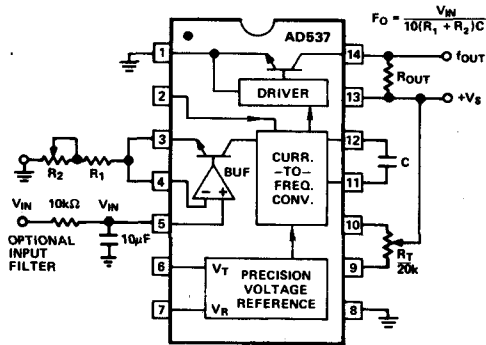 AD537
F_O = V_IN / 10(R_1 + R_2)C
1
14
f_OUT
R_OUT
DRIVER
2
13
+V_S
3
12
R_2
R_1
BUF
CURR.
-TO-
FREQ.
CONV.
C
4
11
V_IN
10kΩ
V_IN
- +
5
10
OPTIONAL
INPUT
FILTER
10μF
R_T
20k
6
V_T
PRECISION
VOLTAGE
REFERENCE
9
7
V_R
8